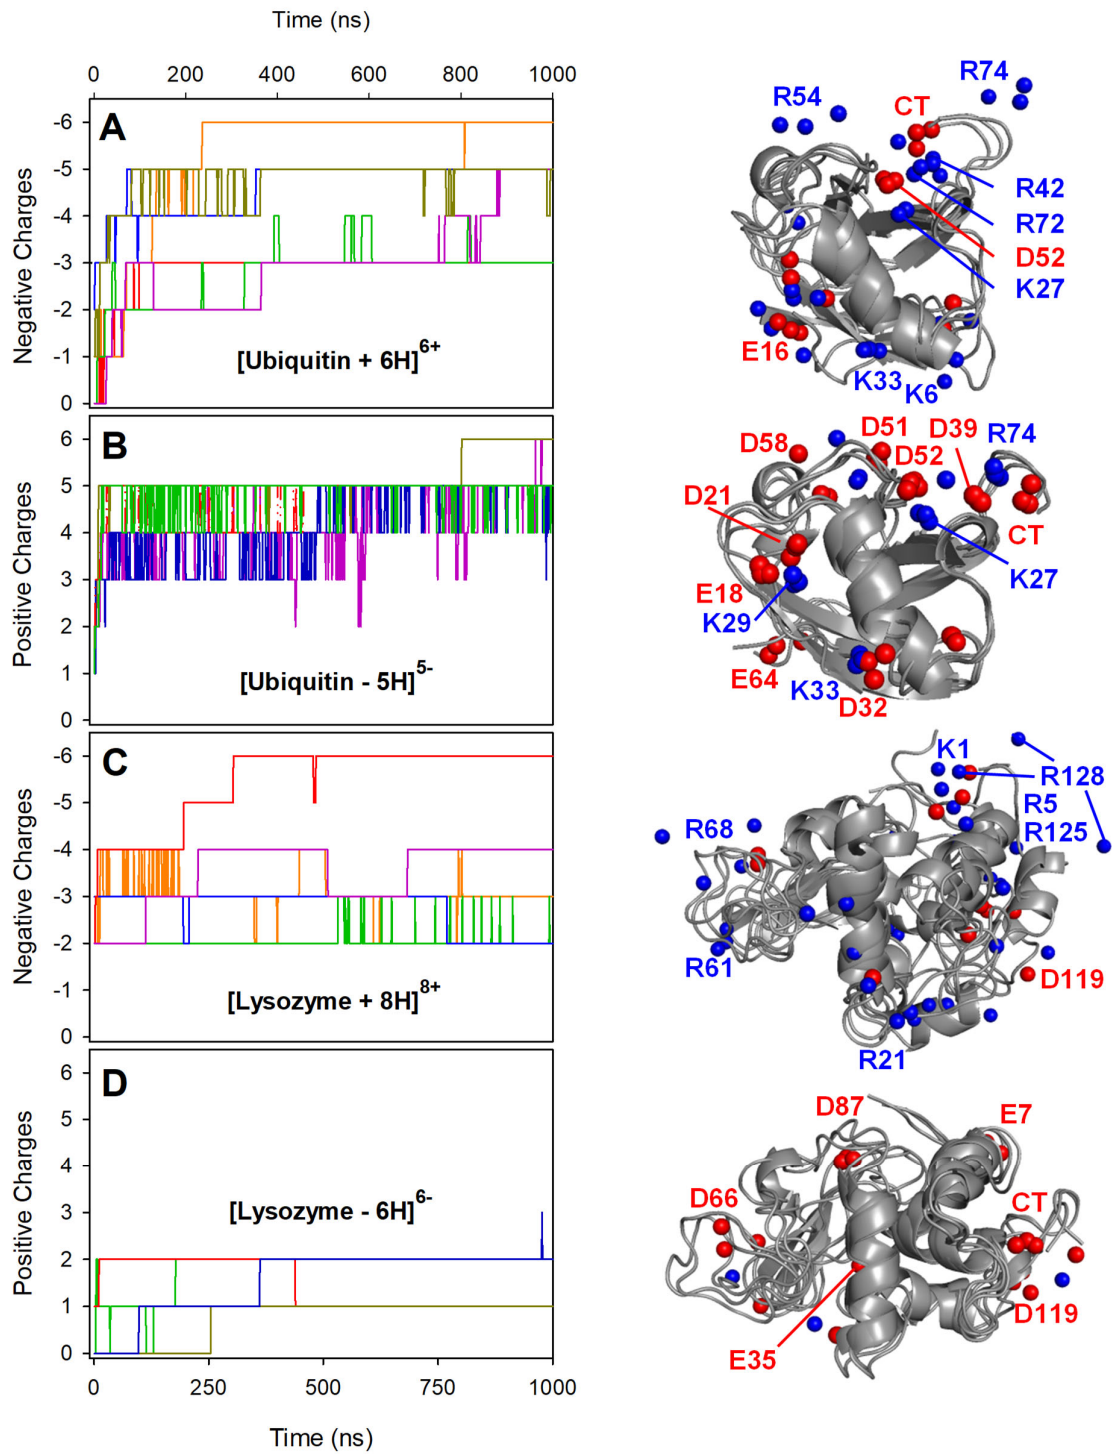 Time (ns)
0 200 400 600 800 1000
A
Negative Charges
-6
-5
-4
-3
-2
-1
0
[Ubiquitin + 6H]6+
R54
R74
CT
R42
R72
D52
K27
E16
K33
K6
B
Positive Charges
6
5
4
3
2
1
0
[Ubiquitin - 5H]5-
D58
D51
D39
R74
D52
D21
CT
K27
E18
K29
E64
K33
D32
C
Negative Charges
-6
-5
-4
-3
-2
-1
0
[Lysozyme + 8H]8+
K1
R128
R5
R125
R68
R61
D119
R21
D
Positive Charges
6
5
4
3
2
1
0
[Lysozyme - 6H]6-
D87
E7
D66
CT
D119
E35
0 250 500 750 1000
Time (ns)